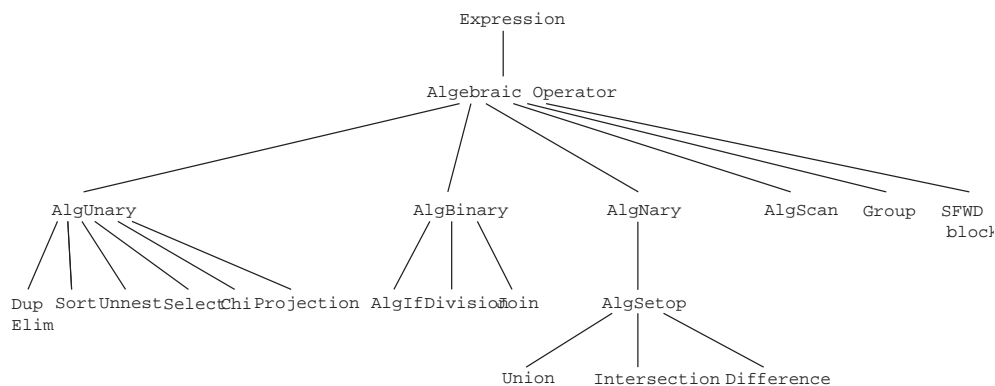 Expression
Algebraic Operator
AlgUnary AlgBinary AlgNary AlgScan Group SFWD
block
Dup Sort Unnest Select Chi Projection AlgIf Division Join AlgSetop
Elim
Union Intersection Difference